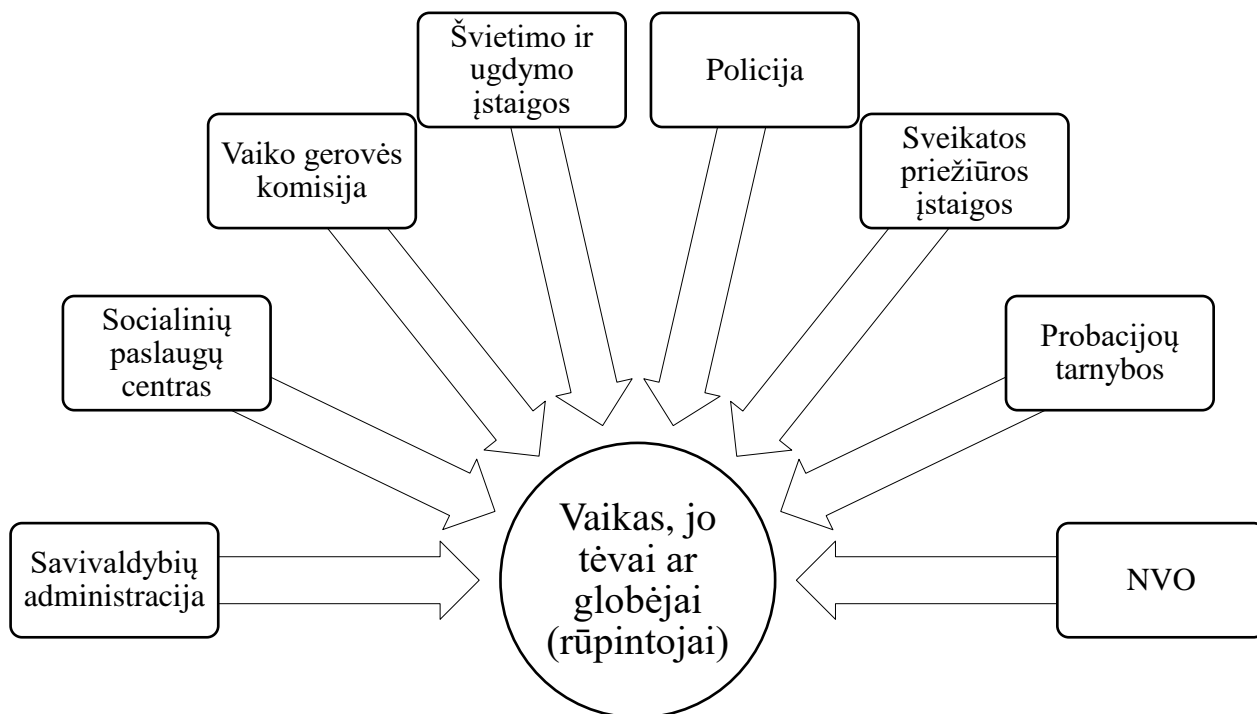 Švietimo ir
ugdymo
įstaigos
Policija
Vaiko gerovės
komisija
Sveikatos
priežiūros
įstaigos
Socialinių
paslaugų
centras
Probacijoų
tarnybos
Savivaldybių
administracija
Vaikas, jo
tėvai ar
globėjai
(rūpintojai)
NVO